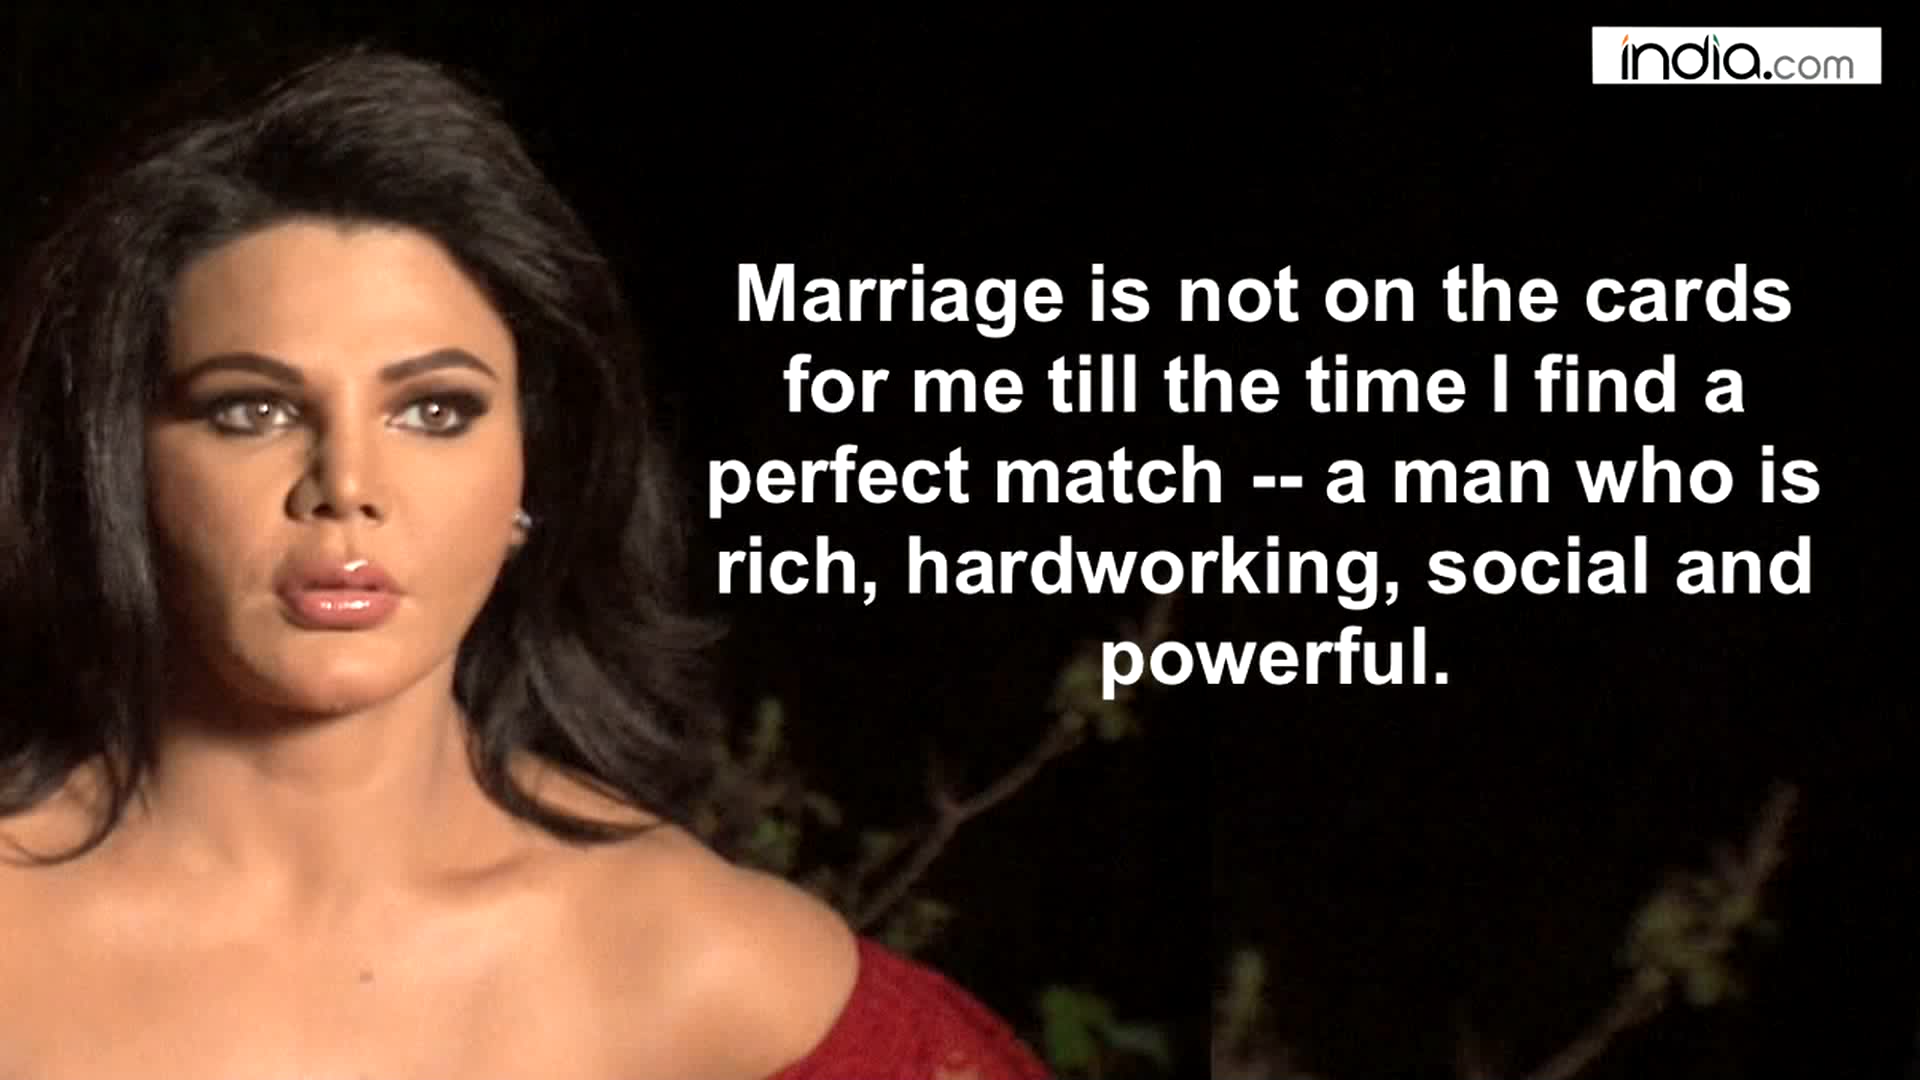 india.com
Marriage is not on the cards
for me till the time I find a
perfect match -- a man who is
rich, hardworking, social and
powerful.